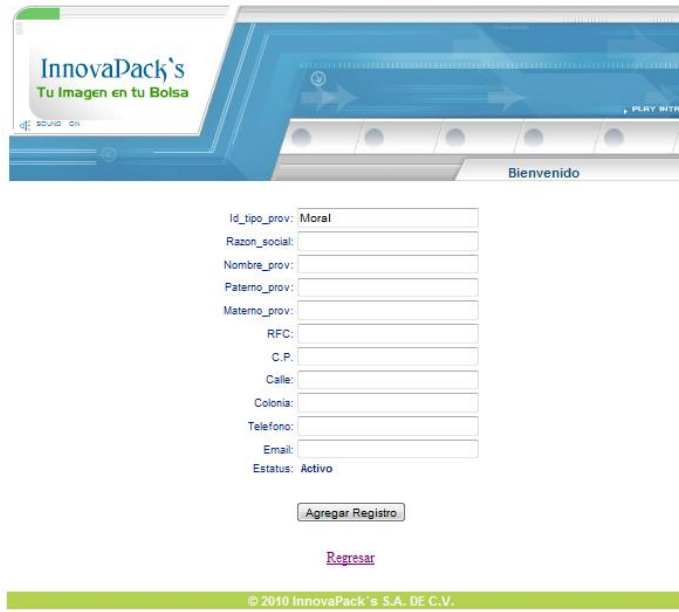 InnovaPack's
Tu Imagen en tu Bolsa
SOUND ON
PLAY INTR
Bienvenido
Id_tipo_prov: Moral
Razon_social:
Nombre_prov:
Paterno_prov:
Materno_prov:
RFC:
C.P.
Calle:
Colonia:
Telefono:
Email:
Estatus: Activo
Agregar Registro
Regresar
© 2010 InnovaPack´s S.A. DE C.V.